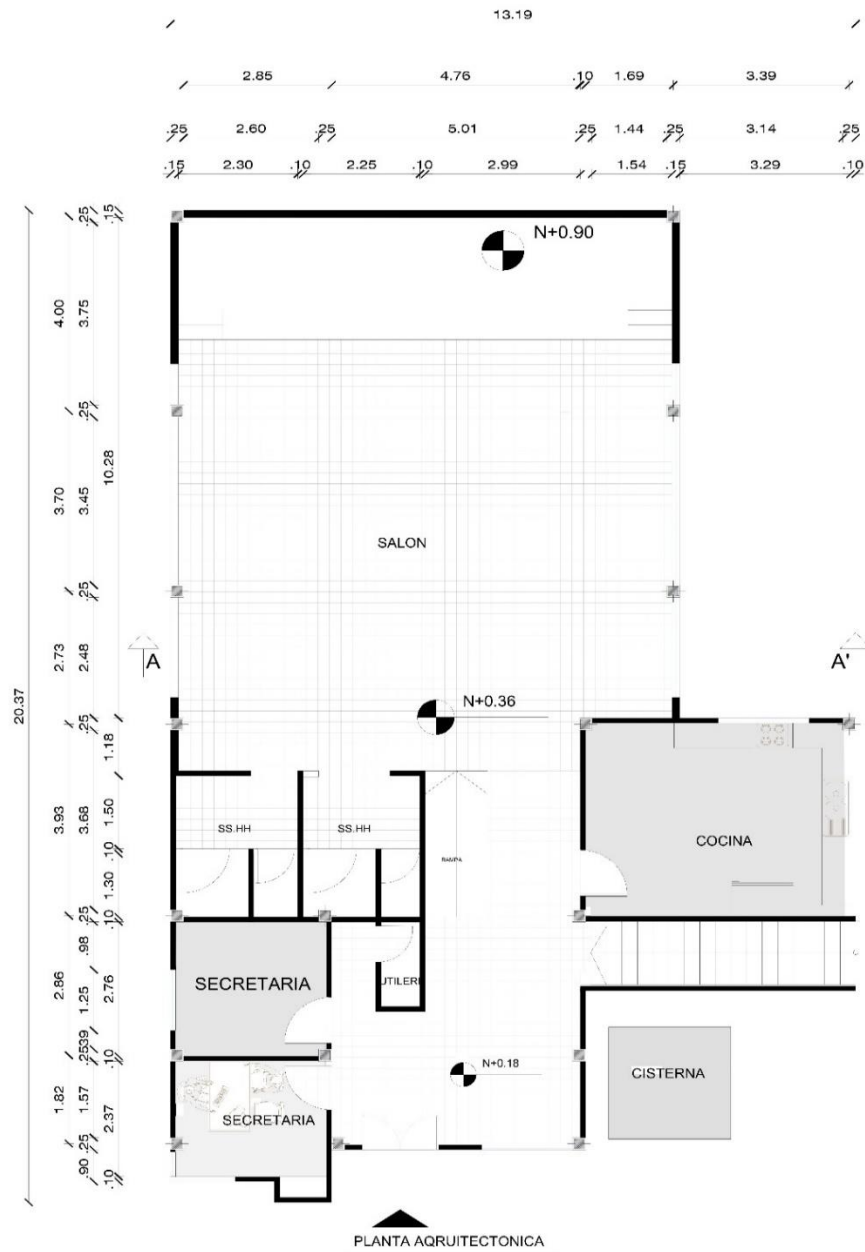 13.19
2.85 4.76 .10 1.69 3.39
.25 2.60 .25 5.01 .25 1.44 .25 3.14 .25
.15 2.30 .10 2.25 .10 2.99 1.54 .15 3.29 .10
20.37
4.00 3.70 2.73 3.93 2.86 1.82 .90
.25 3.75 .25 3.45 .25 2.48 .25 3.68 .25 .98 1.25 .39 .25 1.57 .25
.15 10.28 1.18 1.50 .10 1.30 .10 2.76 .10 2.37 .10
N+0.90
SALON
A A'
N+0.36
SS.HH SS.HH
RAMPA
COCINA
SECRETARIA
UTILERI
N+0.18
CISTERNA
SECRETARIA
PLANTA AQRUITECTONICA